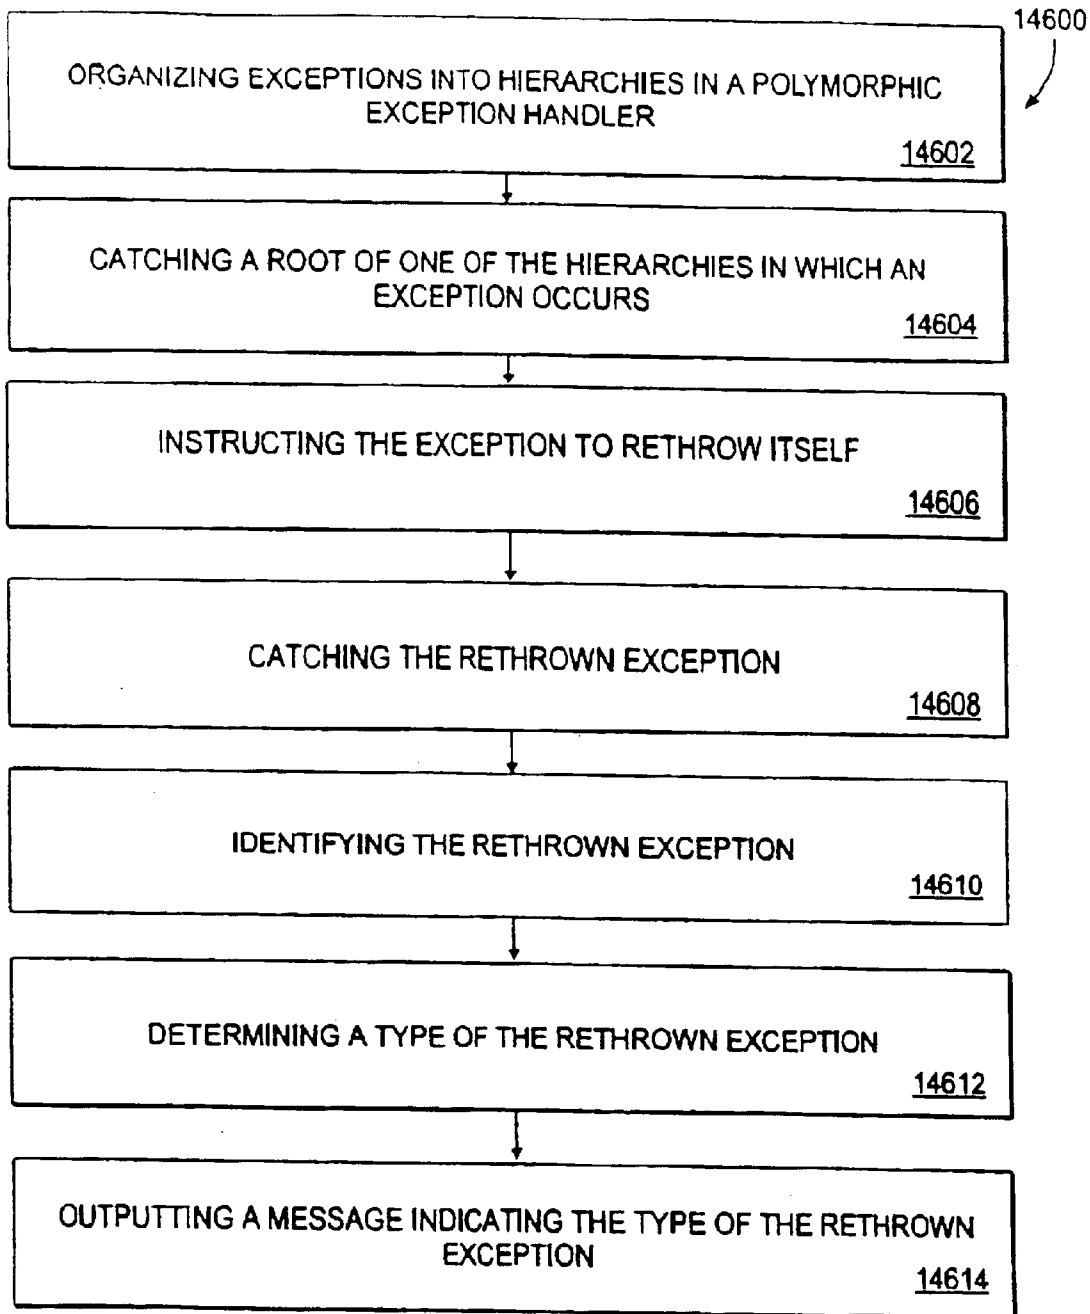 14600
ORGANIZING EXCEPTIONS INTO HIERARCHIES IN A POLYMORPHIC
EXCEPTION HANDLER
14602
CATCHING A ROOT OF ONE OF THE HIERARCHIES IN WHICH AN
EXCEPTION OCCURS
14604
INSTRUCTING THE EXCEPTION TO RETHROW ITSELF
14606
CATCHING THE RETHROWN EXCEPTION
14608
IDENTIFYING THE RETHROWN EXCEPTION
14610
DETERMINING A TYPE OF THE RETHROWN EXCEPTION
14612
OUTPUTTING A MESSAGE INDICATING THE TYPE OF THE RETHROWN
EXCEPTION
14614